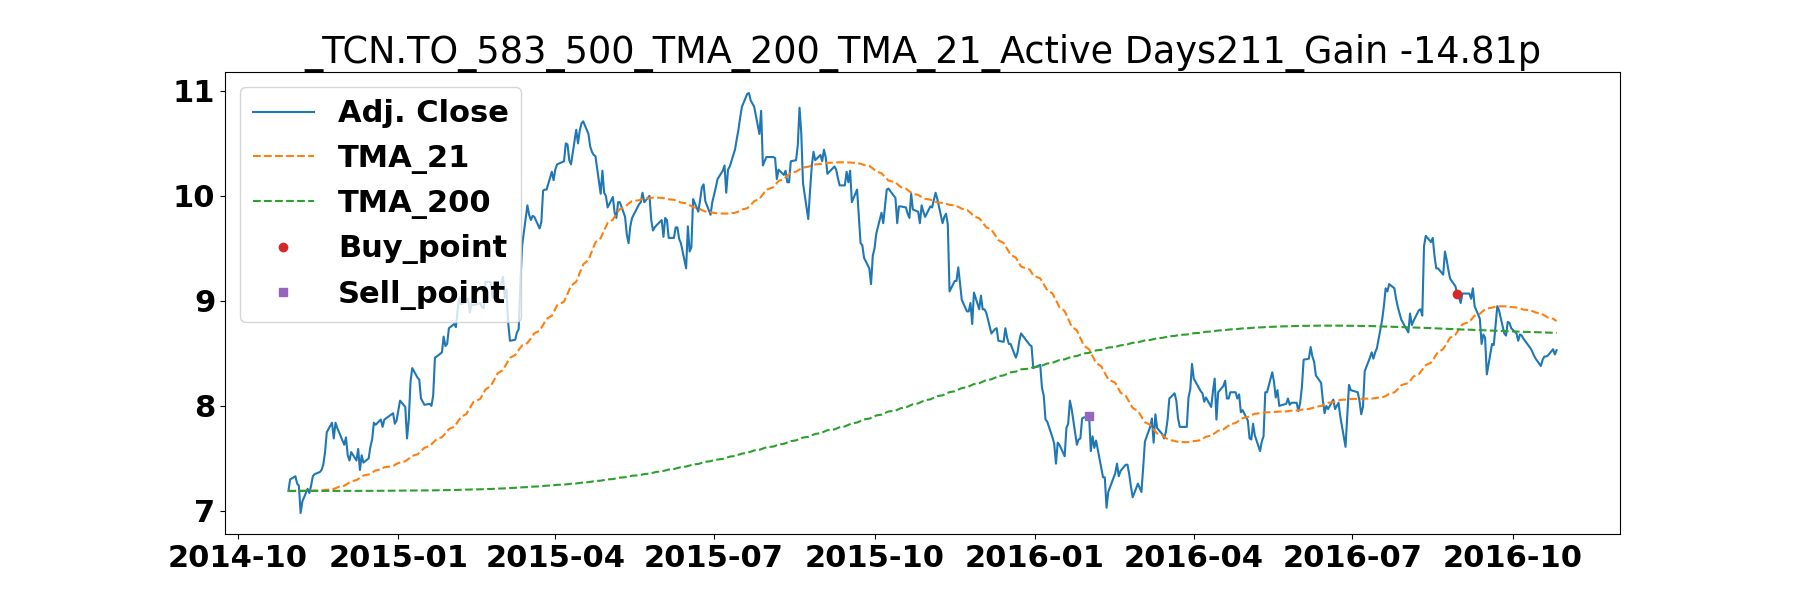 _TCN.TO_583_500_TMA_200_TMA_21_Active Days211_Gain -14.81p
11
10
9
8
7
Adj. Close
TMA_21
TMA_200
Buy_point
Sell_point
2014-10 2015-01 2015-04 2015-07 2015-10 2016-01 2016-04 2016-07 2016-10